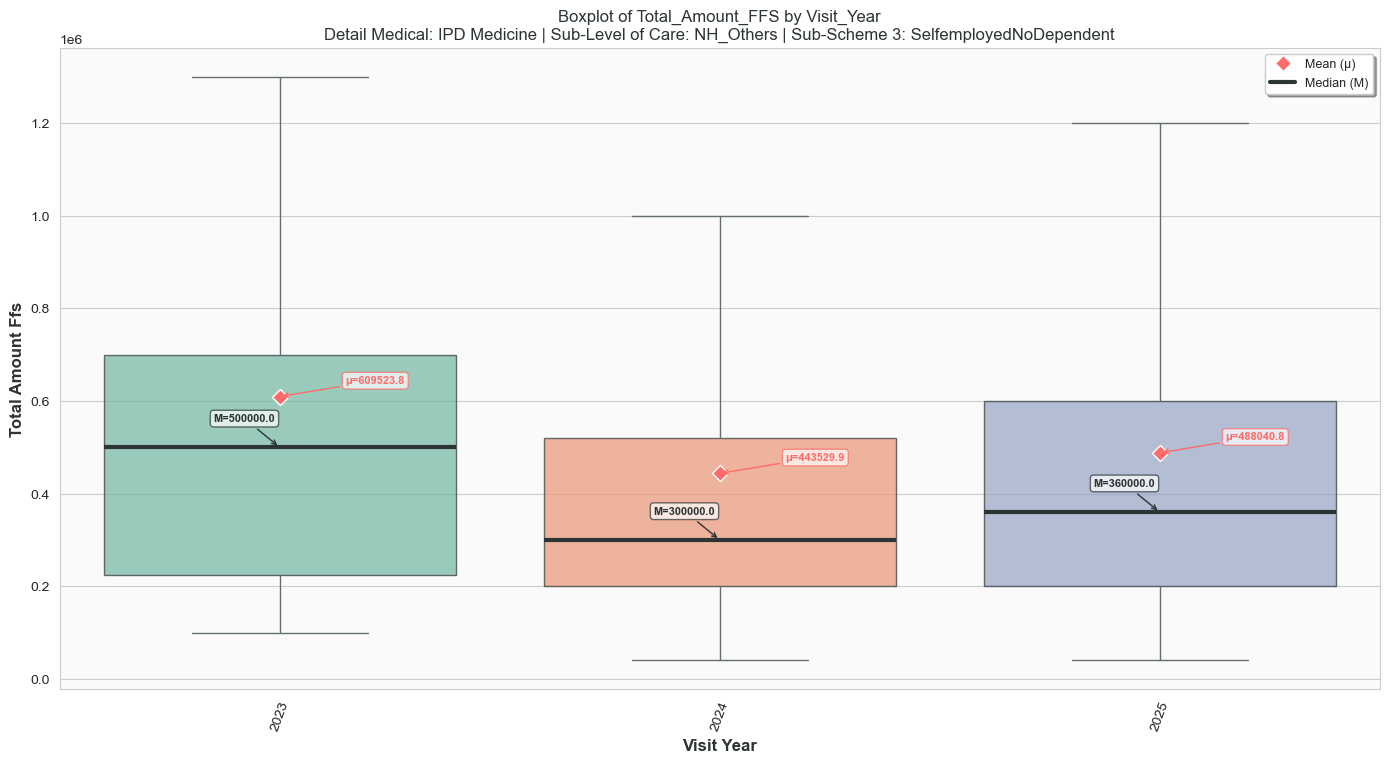 Boxplot of Total_Amount_FFS by Visit_Year
Detail Medical: IPD Medicine | Sub-Level of Care: NH_Others | Sub-Scheme 3: SelfemployedNoDependent
1e6
Mean (μ)
Median (M)
1.2
1.0
0.8
0.6
0.4
0.2
0.0
Total Amount Ffs
μ=609523.8
M=500000.0
μ=443529.9
M=300000.0
μ=488040.8
M=360000.0
2023
2024
2025
Visit Year